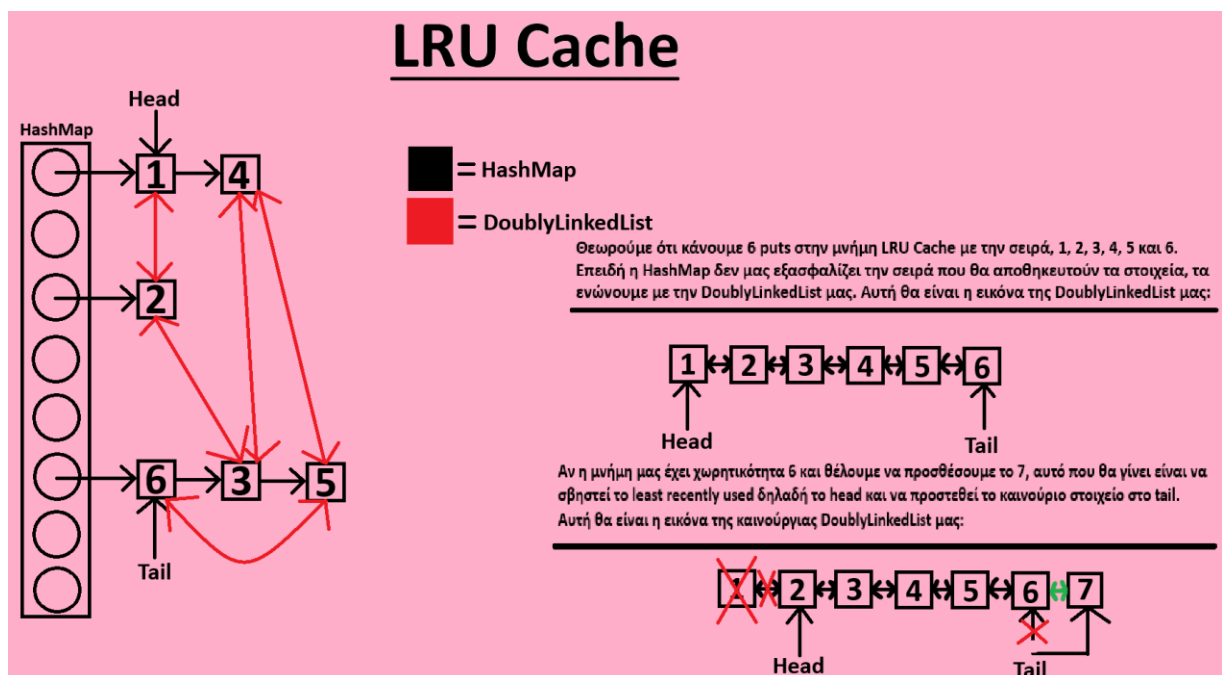 LRU Cache
Head
HashMap
1 4
2
6 3 5
Tail
= HashMap
= DoublyLinkedList
Θεωρούμε ότι κάνουμε 6 puts στην μνήμη LRU Cache με την σειρά, 1, 2, 3, 4, 5 και 6.
Επειδή η HashMap δεν μας εξασφαλίζει την σειρά που θα αποθηκευτούν τα στοιχεία, τα
ενώνουμε με την DoublyLinkedList μας. Αυτή θα είναι η εικόνα της DoublyLinkedList μας:
1 2 3 4 5 6
Head Tail
Αν η μνήμη μας έχει χωρητικότητα 6 και θέλουμε να προσθέσουμε το 7, αυτό που θα γίνει είναι να
σβηστεί το least recently used δηλαδή το head και να προστεθεί το καινούριο στοιχείο στο tail.
Αυτή θα είναι η εικόνα της καινούργιας DoublyLinkedList μας:
1 2 3 4 5 6 7
Head Tail